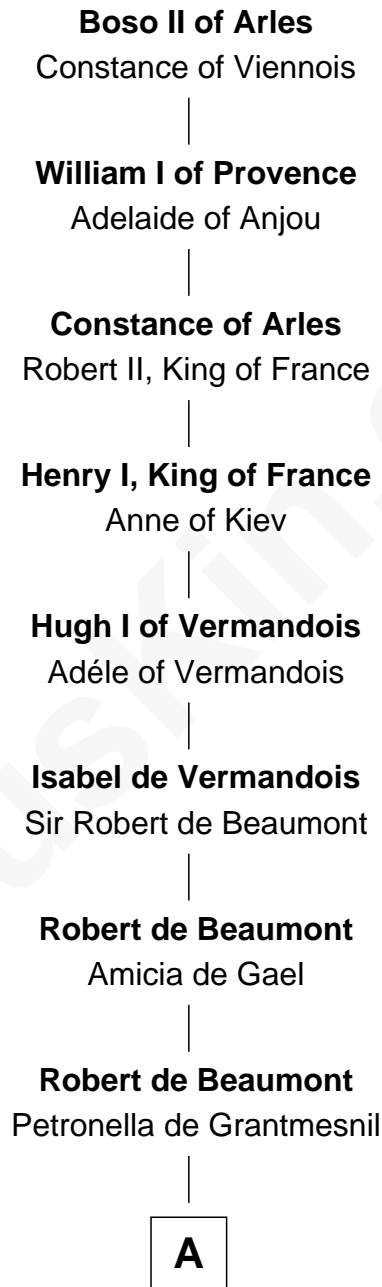 Boso II of Arles
Constance of Viennois
William I of Provence
Adelaide of Anjou
Constance of Arles
Robert II, King of France
Henry I, King of France
Anne of Kiev
Hugh I of Vermandois
Adéle of Vermandois
Isabel de Vermandois
Sir Robert de Beaumont
Robert de Beaumont
Amicia de Gael
Robert de Beaumont
Petronella de Grantmesnil
A